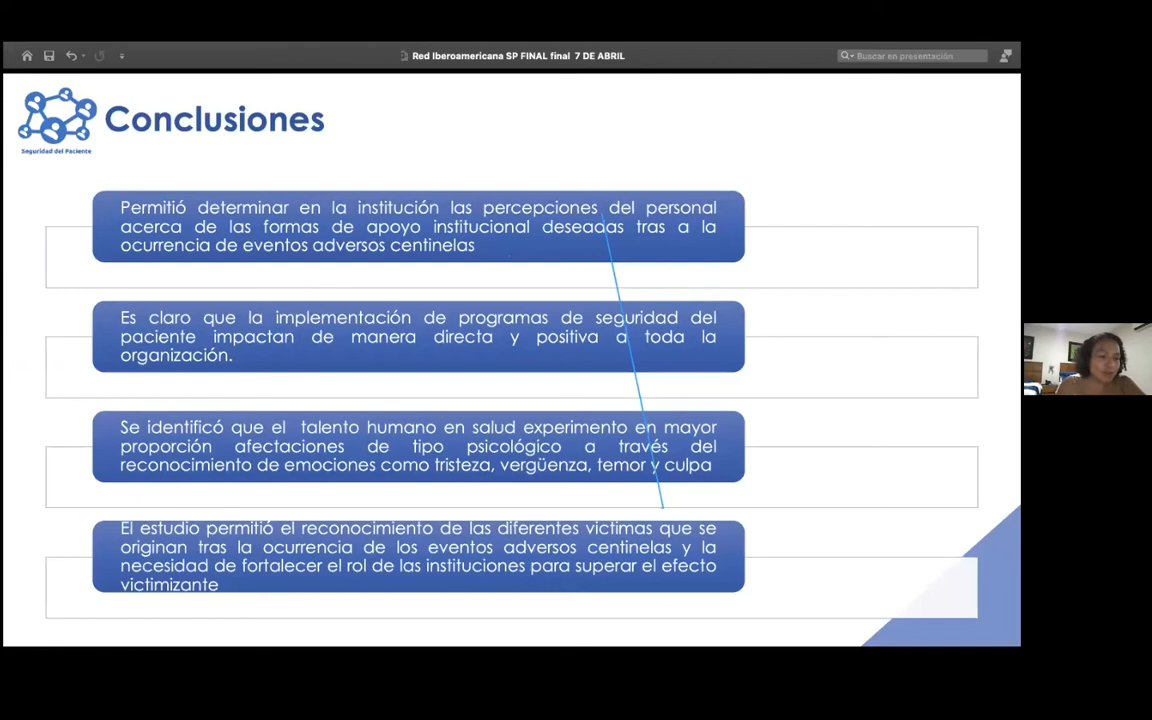 Red Iberoamericana SP FINAL final 7 DE ABRIL
Buscar en presentación
Conclusiones
Seguridad del Paciente
Permitió determinar en la institución las percepciones del personal
acerca de las formas de apoyo institucional deseadas tras a la
ocurrencia de eventos adversos centinelas
Es claro que la implementación de programas de seguridad del
paciente impactan de manera directa y positiva a toda la
organización.
Se identificó que el talento humano en salud experimento en mayor
proporción afectaciones de tipo psicológico a través del
reconocimiento de emociones como tristeza, vergüenza, temor y culpa
El estudio permitió el reconocimiento de las diferentes victimas que se
originan tras la ocurrencia de los eventos adversos centinelas y la
necesidad de fortalecer el rol de las instituciones para superar el efecto
victimizante